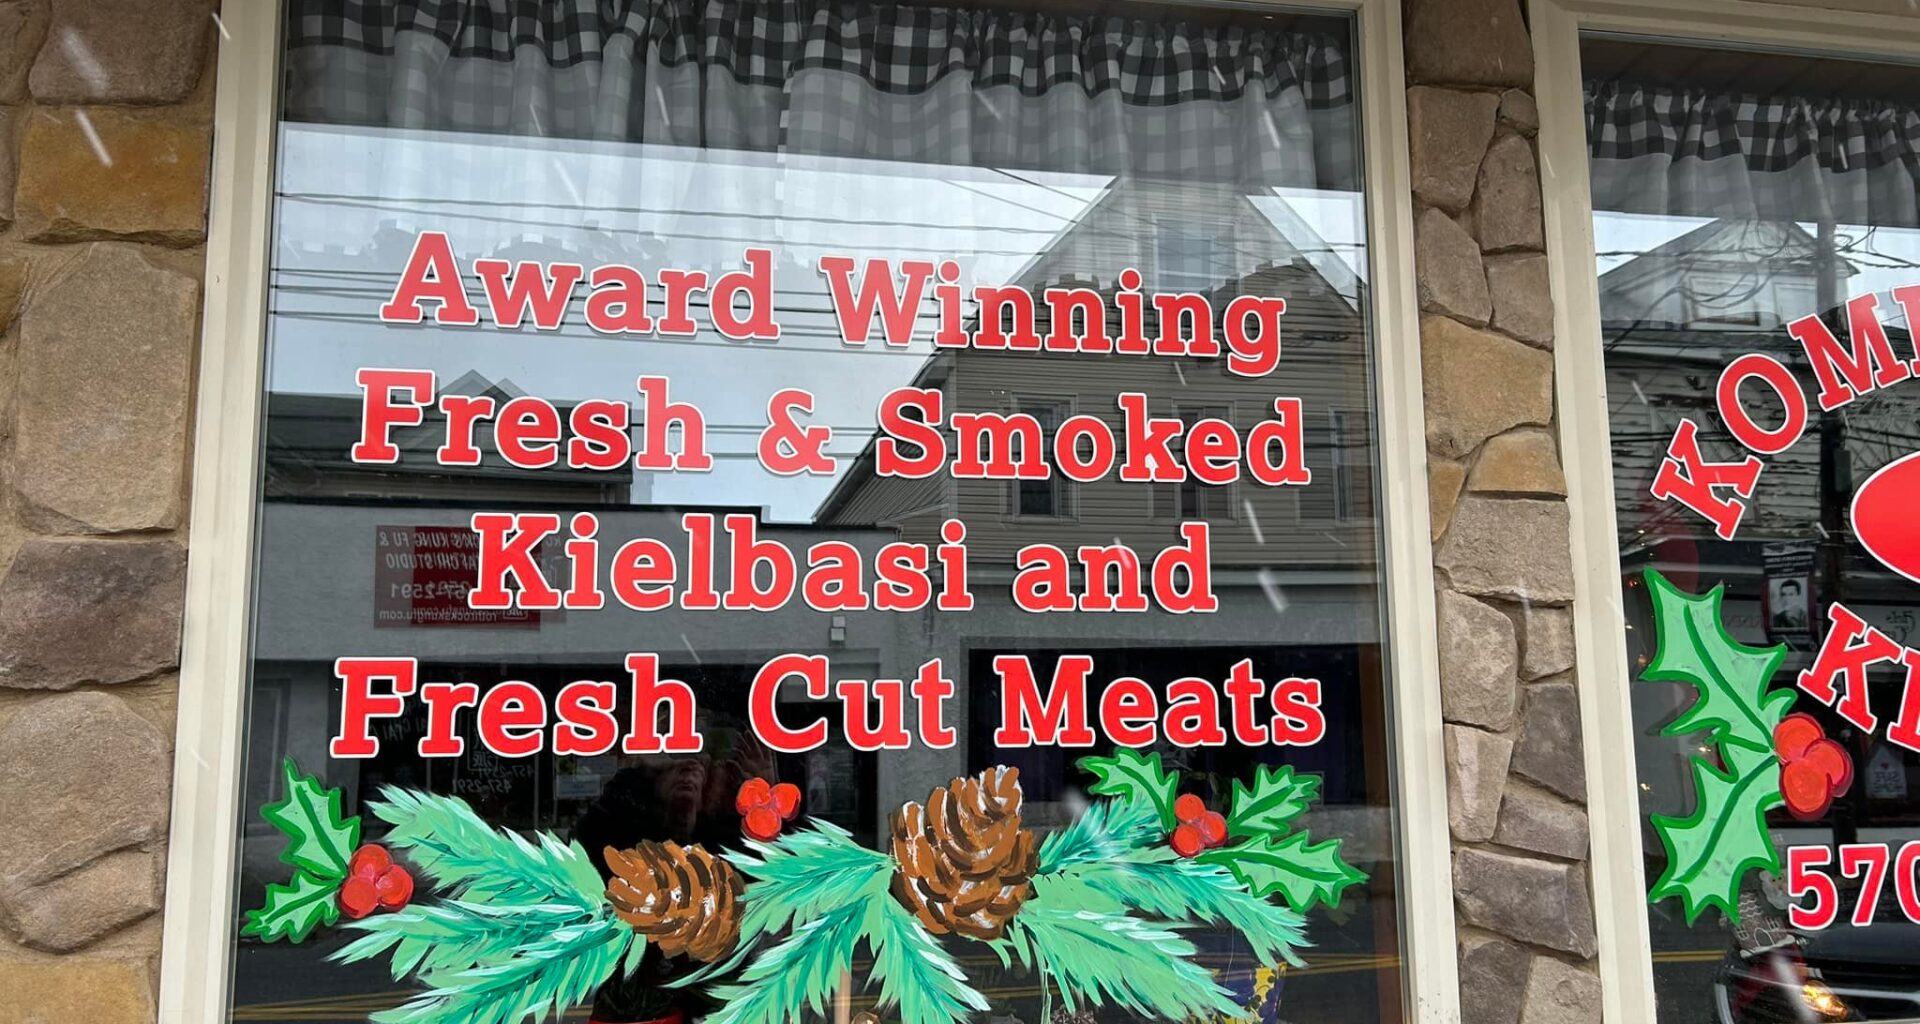 Award Winning
Fresh & Smoked
Kielbasi and
Fresh Cut Meats
570